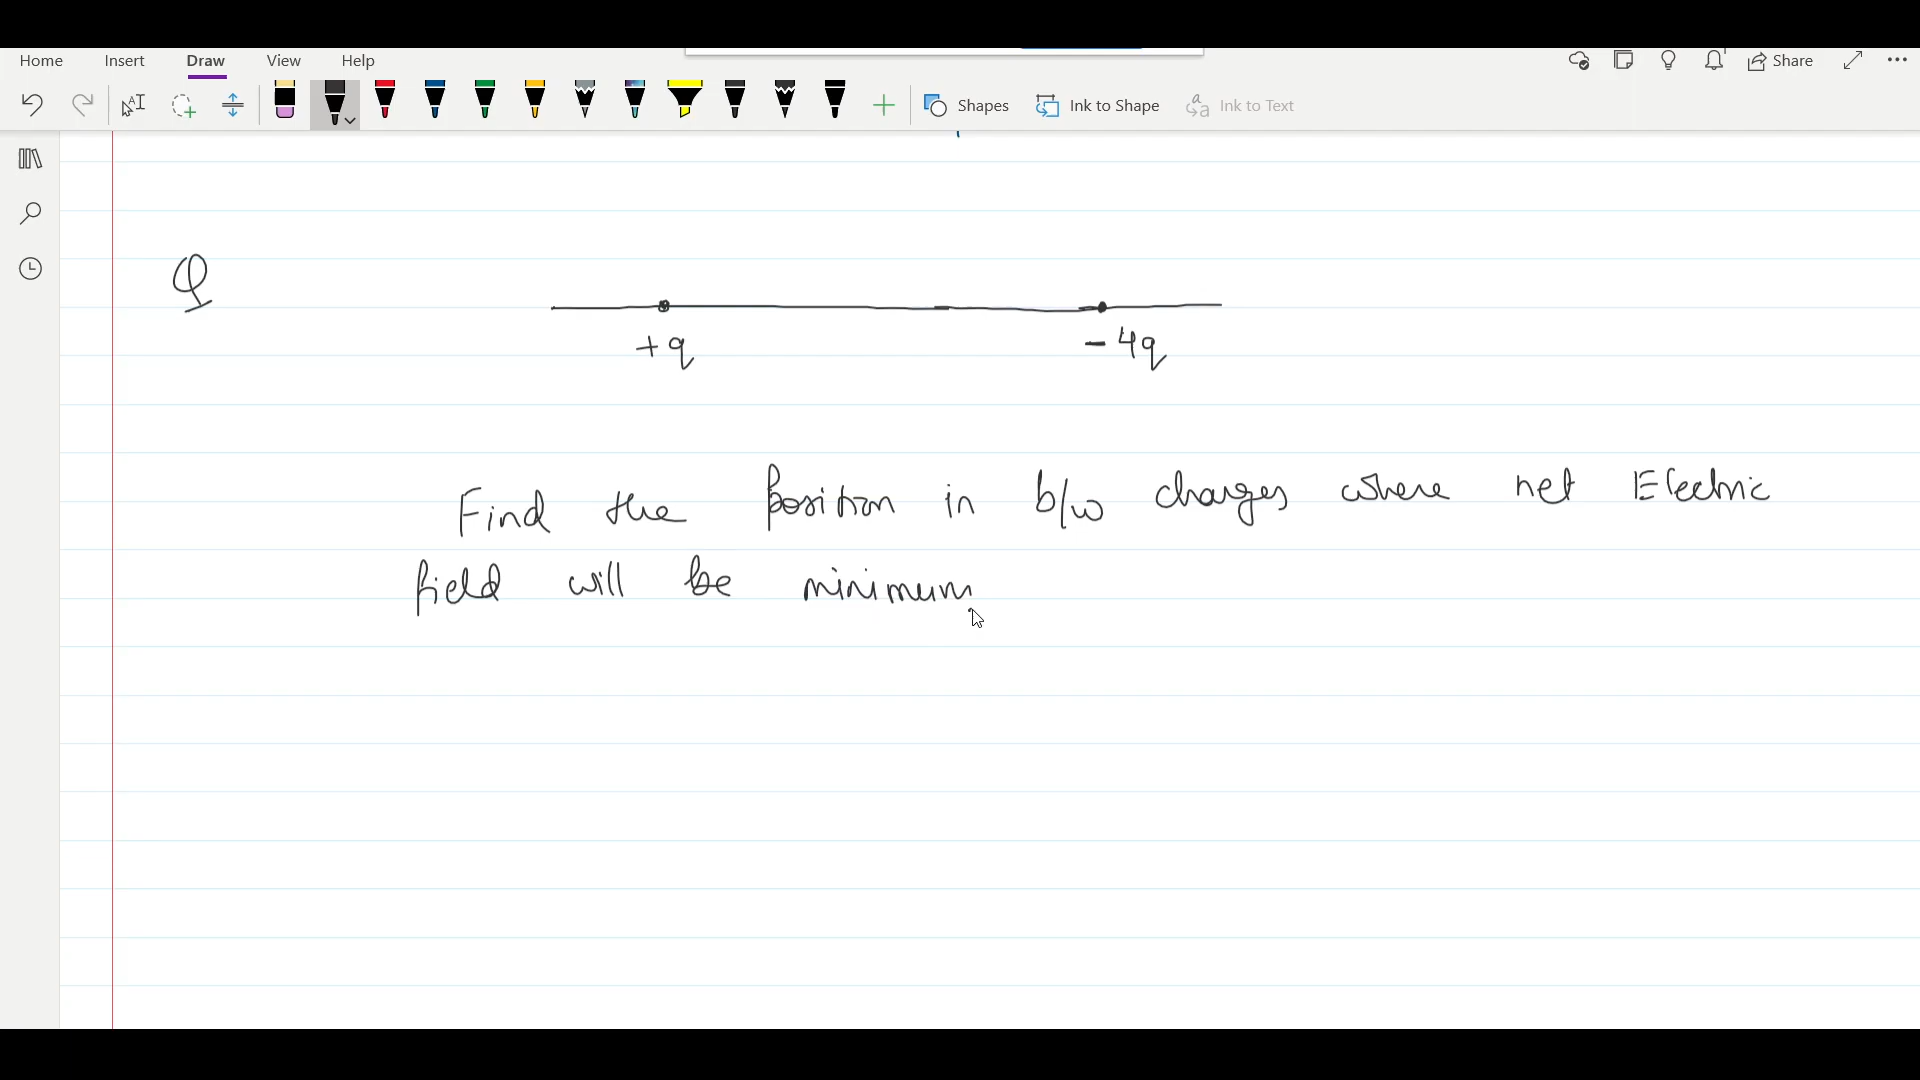 Home Insert Draw View Help
Share
Shapes Ink to Shape Ink to Text
Q
+q -4q
Find the position in b/w charges where net Electric
field will be minimum